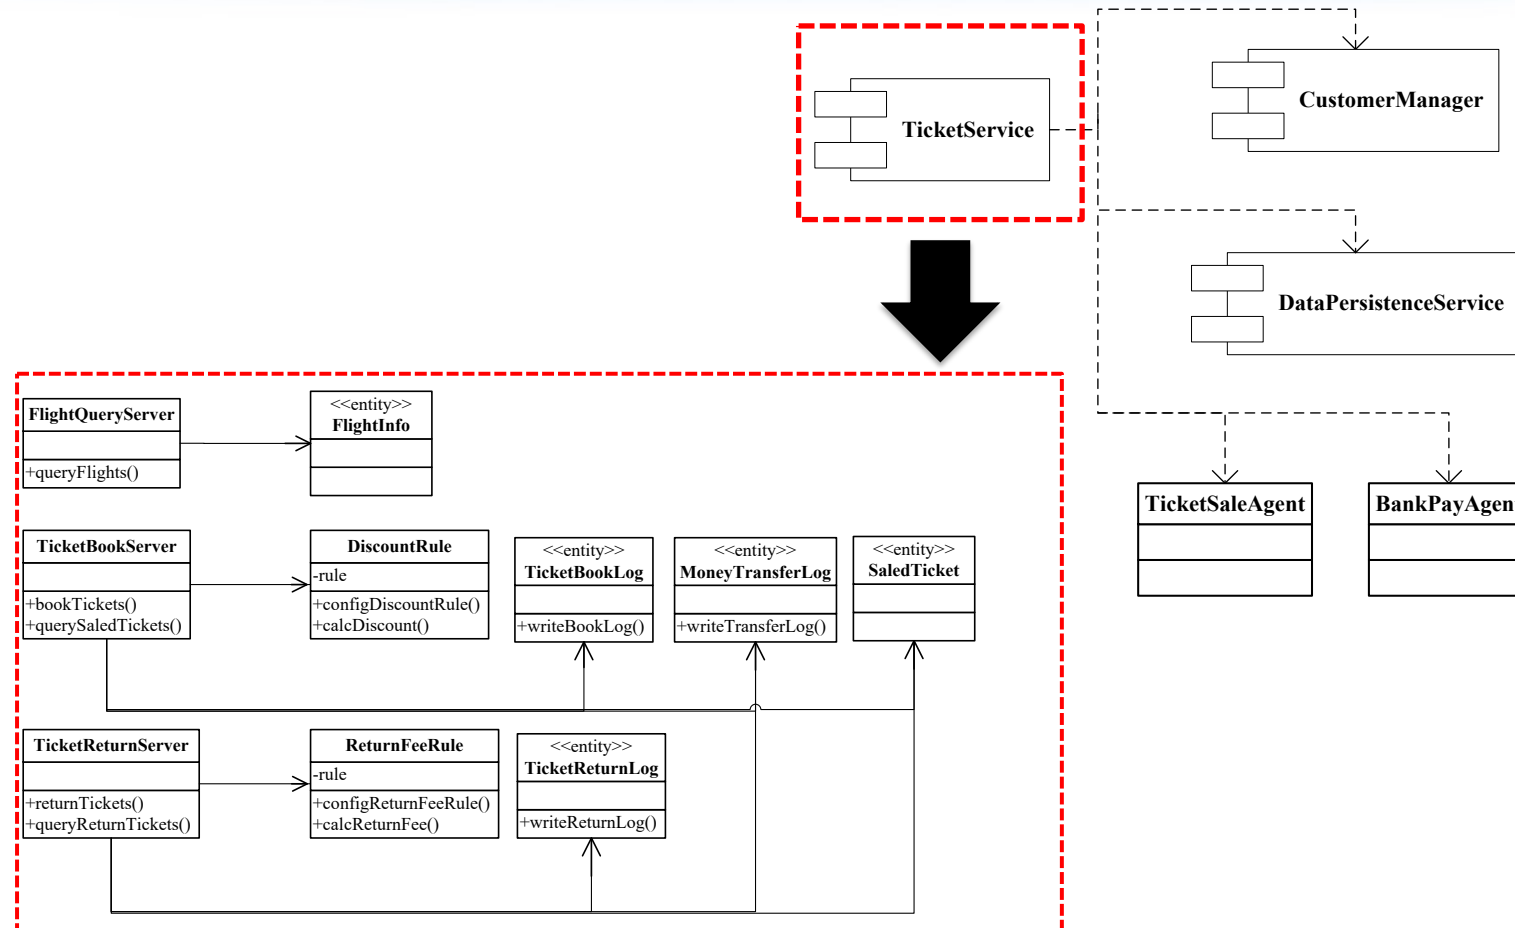 CustomerManager
TicketService
DataPersistenceService
<<entity>>
FlightInfo
FlightQueryServer
+queryFlights()
TicketSaleAgent
BankPayAgent
TicketBookServer
+bookTickets()
+querySaledTickets()
DiscountRule
-rule
+configDiscountRule()
+calcDiscount()
<<entity>>
TicketBookLog
+writeBookLog()
<<entity>>
MoneyTransferLog
+writeTransferLog()
<<entity>>
SaledTicket
TicketReturnServer
+returnTickets()
+queryReturnTickets()
ReturnFeeRule
-rule
+configReturnFeeRule()
+calcReturnFee()
<<entity>>
TicketReturnLog
+writeReturnLog()